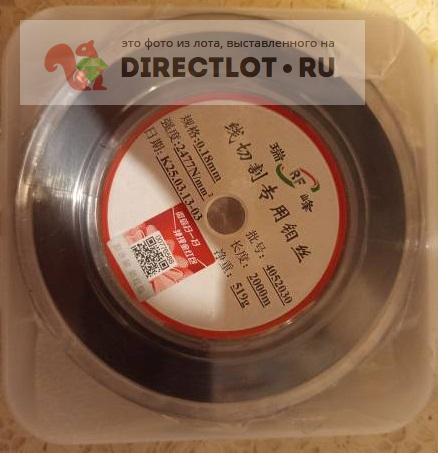 это фото из лота, выставленного на
DIRECTLOT•RU
瑞 RF 峰
线切割专用钼丝
规格:0.18mm
强度:2477N/mm²
日期:K25.03.13-03
批号:4052030
长度:2000m
净重:519g